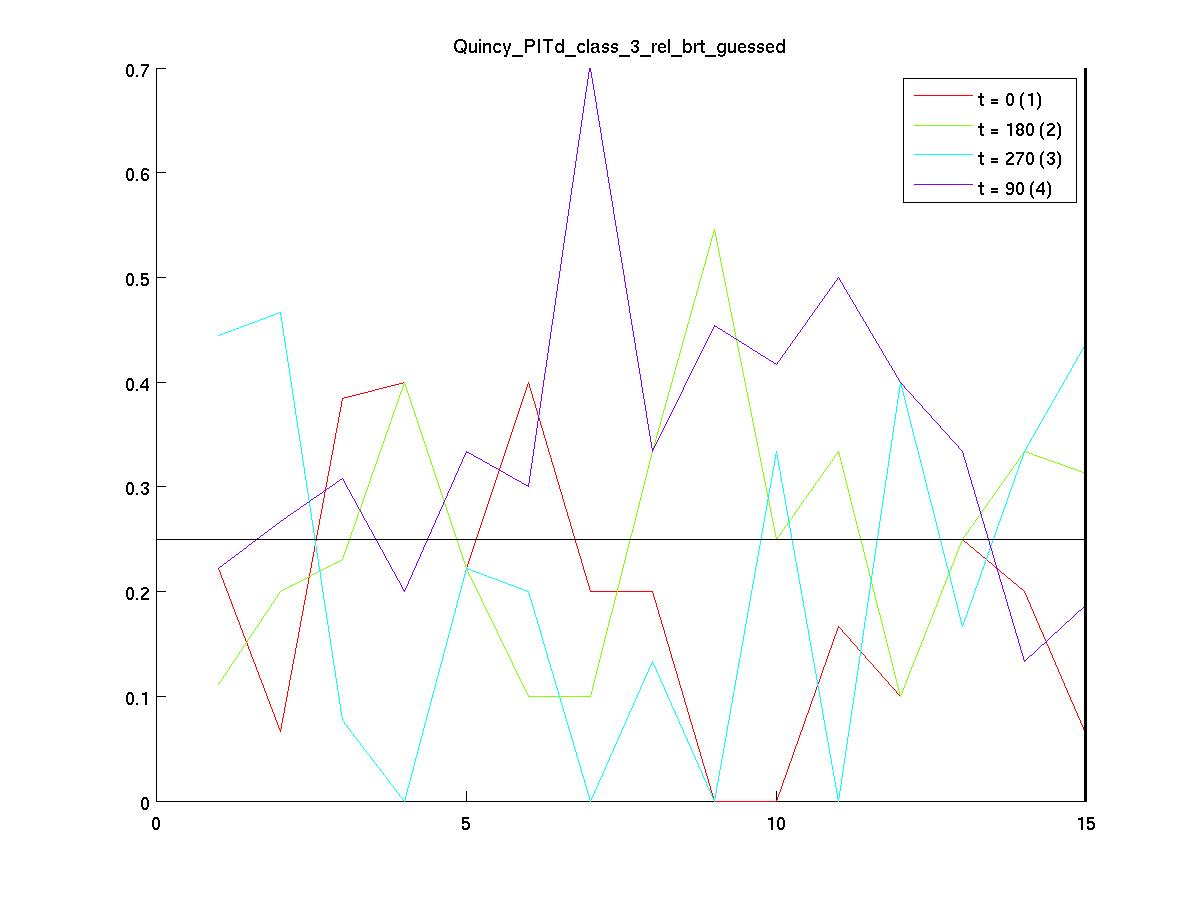 Quincy_PITd_class_3_rel_brt_guessed
0.7
0.6
0.5
0.4
0.3
0.2
0.1
0
t = 0 (1)
t = 180 (2)
t = 270 (3)
t = 90 (4)
0 5 10 15